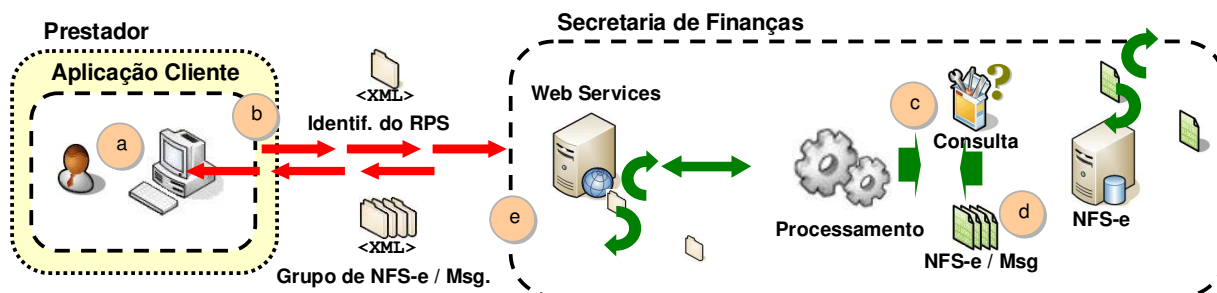 Prestador
Aplicação Cliente
a
b
<XML>
Identif. do RPS
<XML>
Grupo de NFS-e / Msg.
Secretaria de Finanças
Web Services
e
Processamento
c
?
Consulta
d
NFS-e / Msg
NFS-e